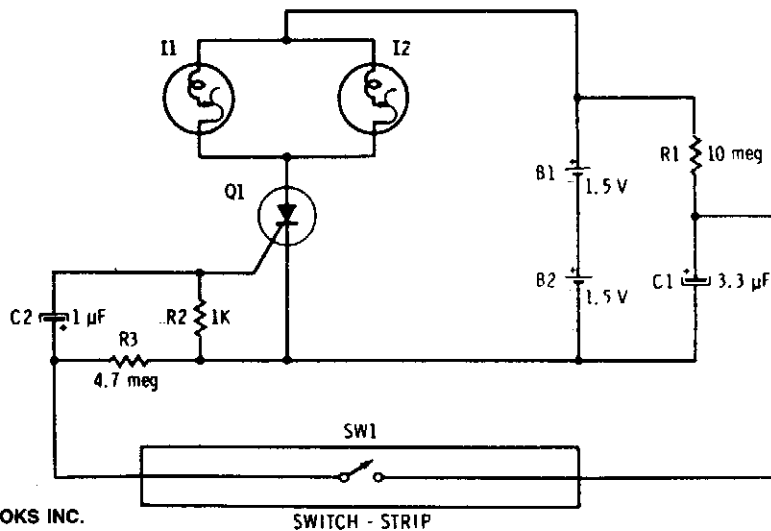 I1
I2
R1 10 meg
B1
1.5 V
Q1
B2
1.5 V
C1 3.3 µF
C2 1 µF
R2 1K
R3
4.7 meg
SW1
OKS INC.
SWITCH - STRIP